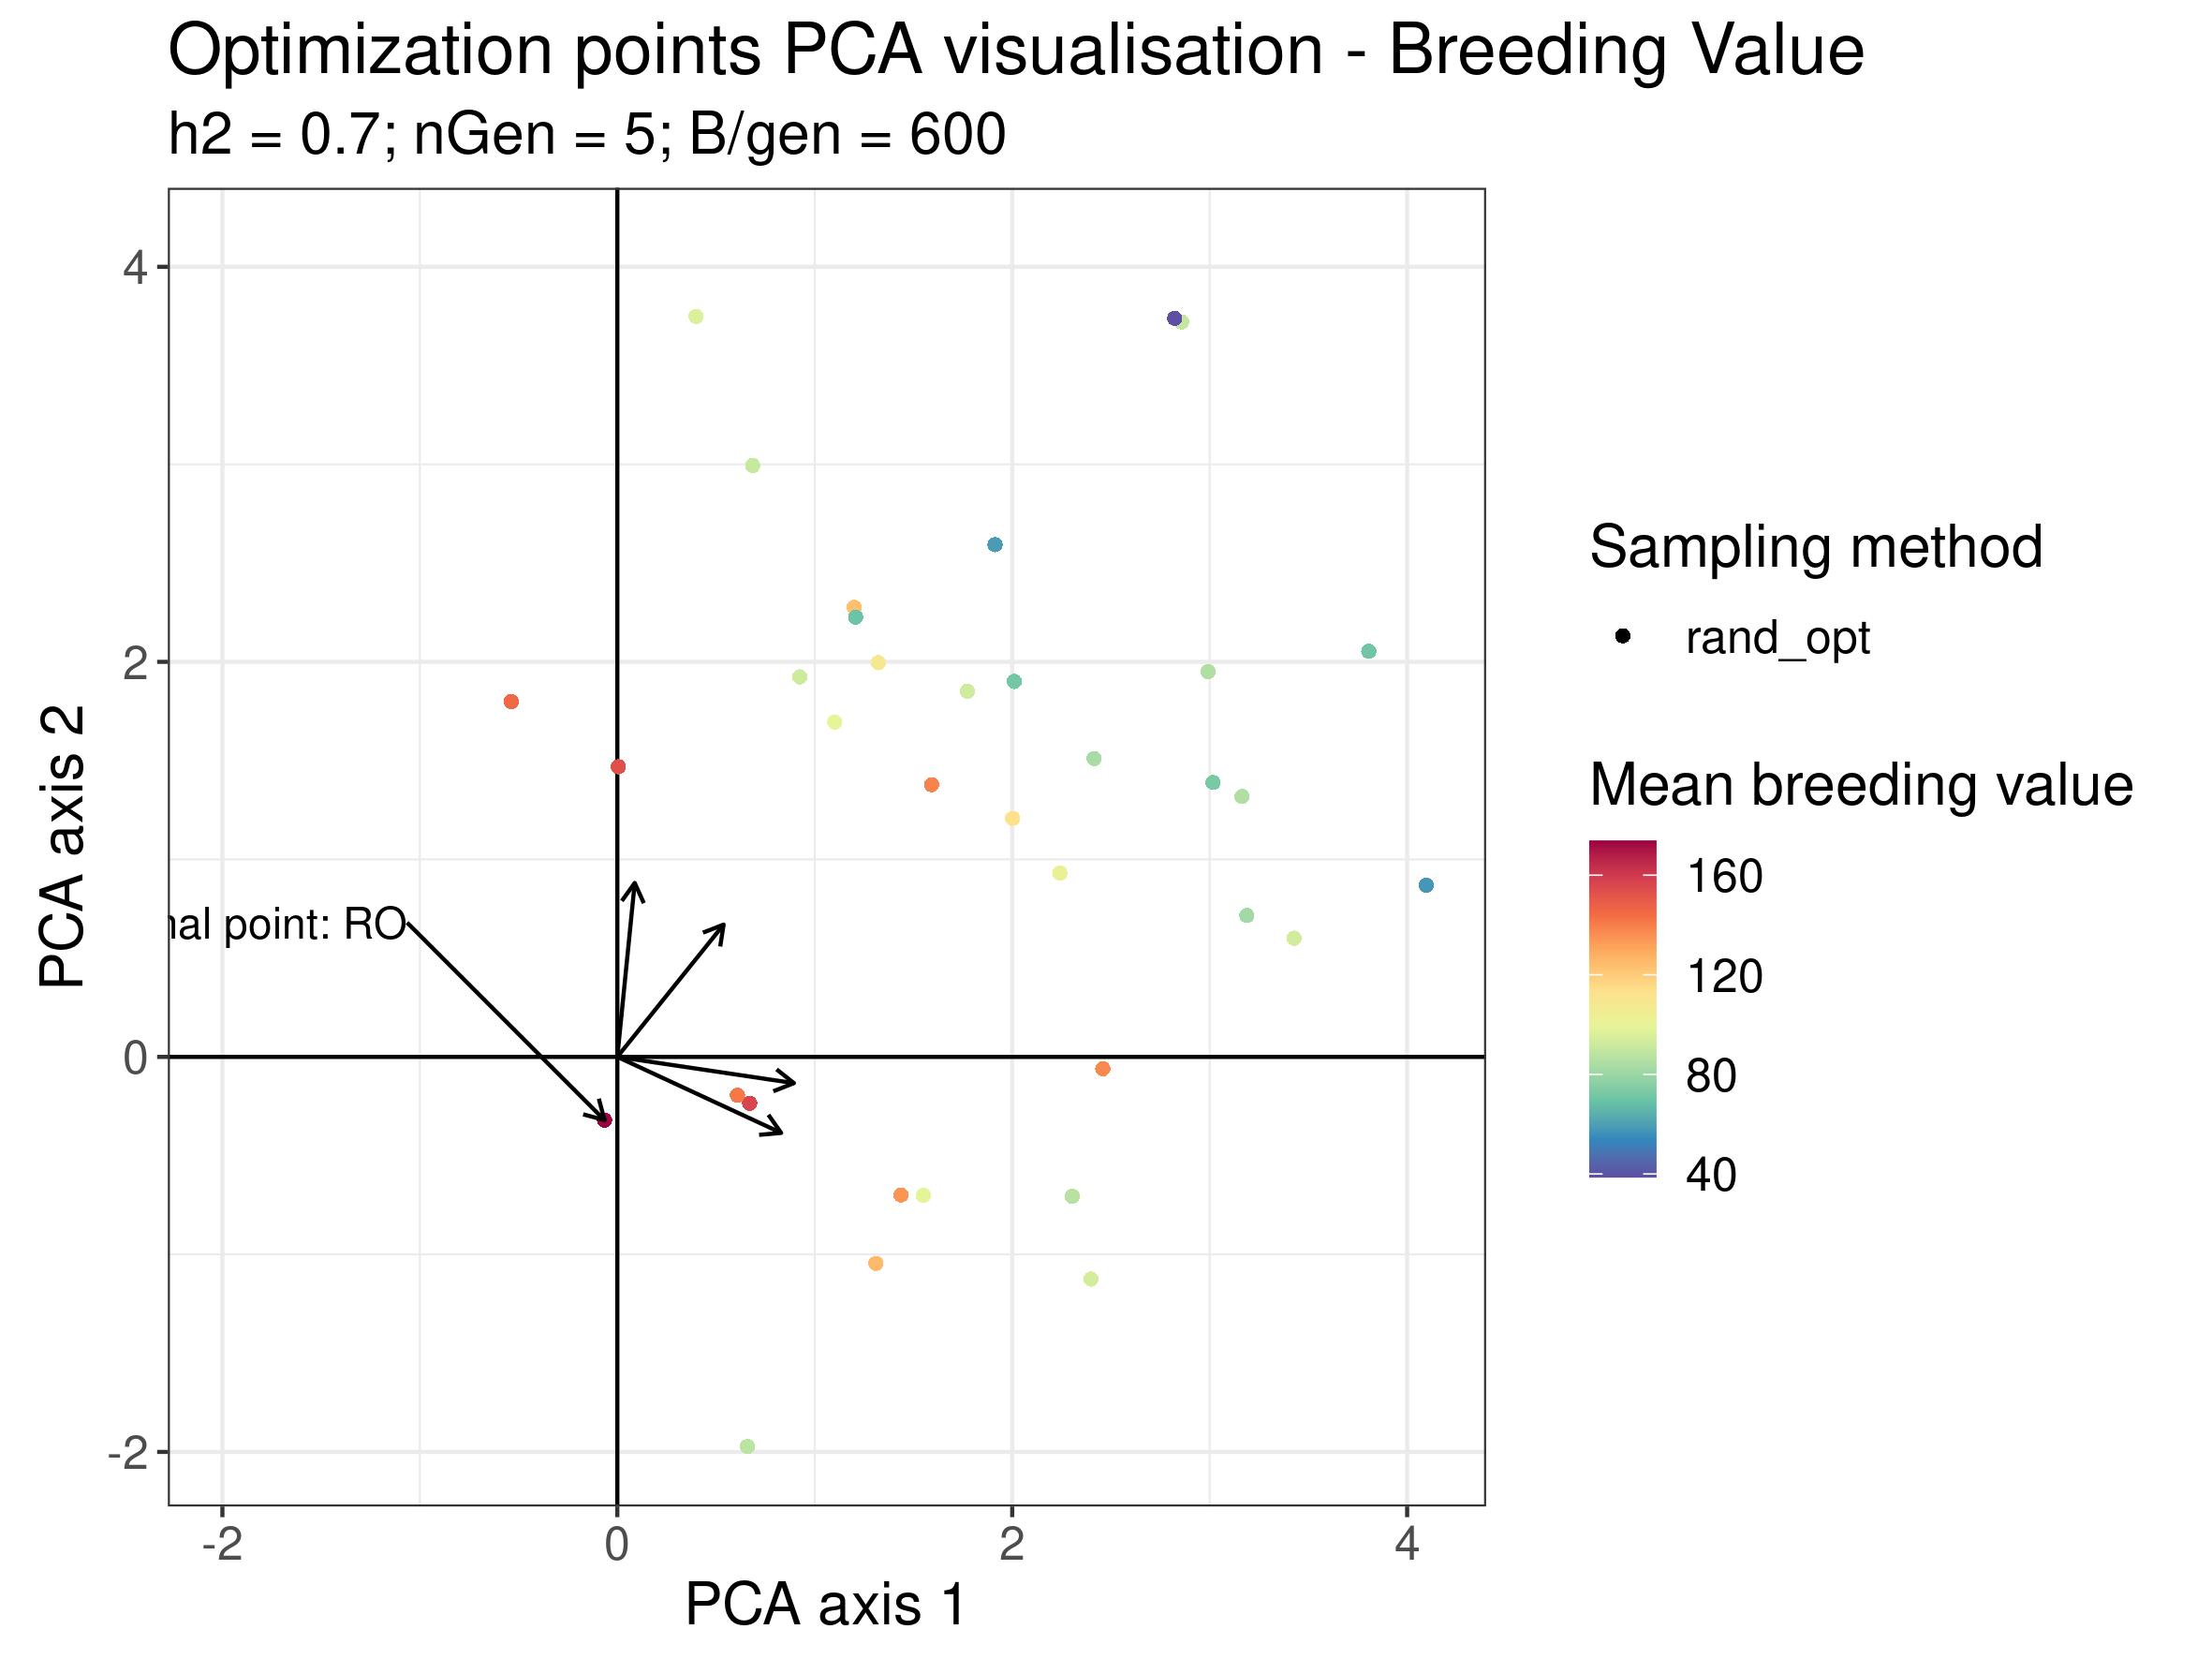 Optimization points PCA visualisation - Breeding Value
h2 = 0.7; nGen = 5; B/gen = 600
PCA axis 2
4
2
0
-2
point: RO
-2
0
2
4
PCA axis 1
Sampling method
rand_opt
Mean breeding value
160
120
80
40